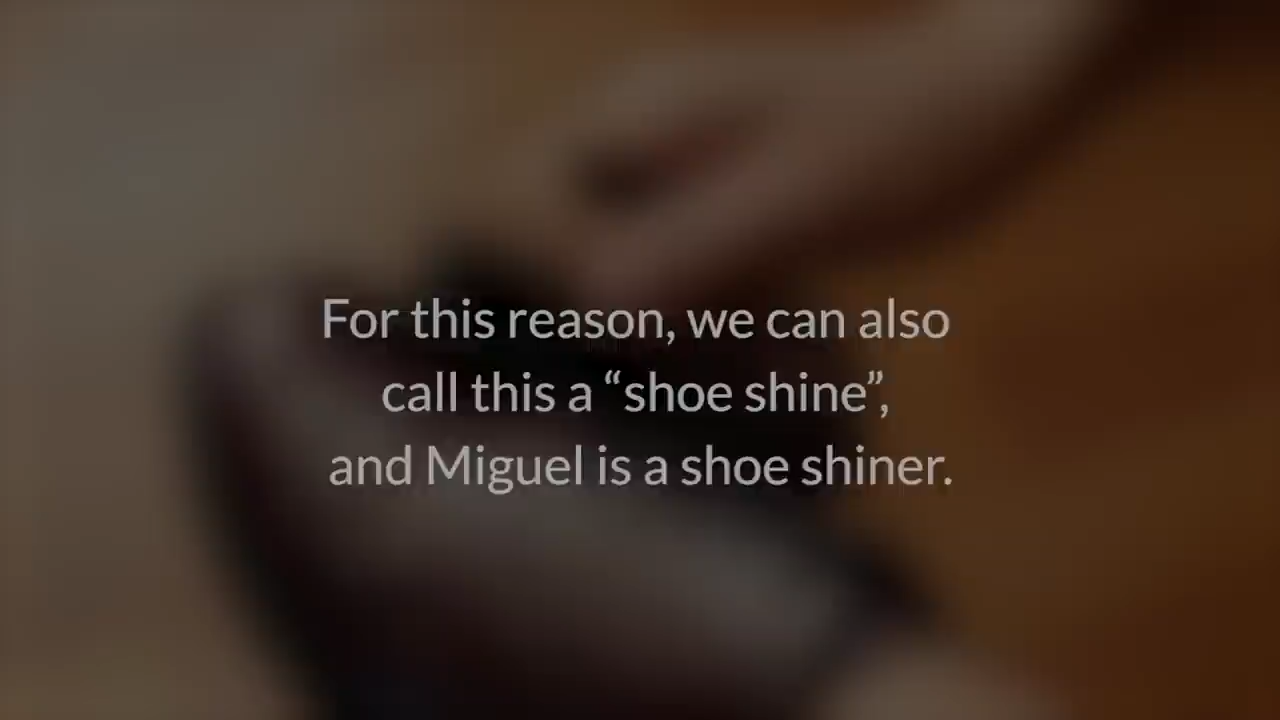 For this reason, we can also
call this a “shoe shine”,
and Miguel is a shoe shiner.